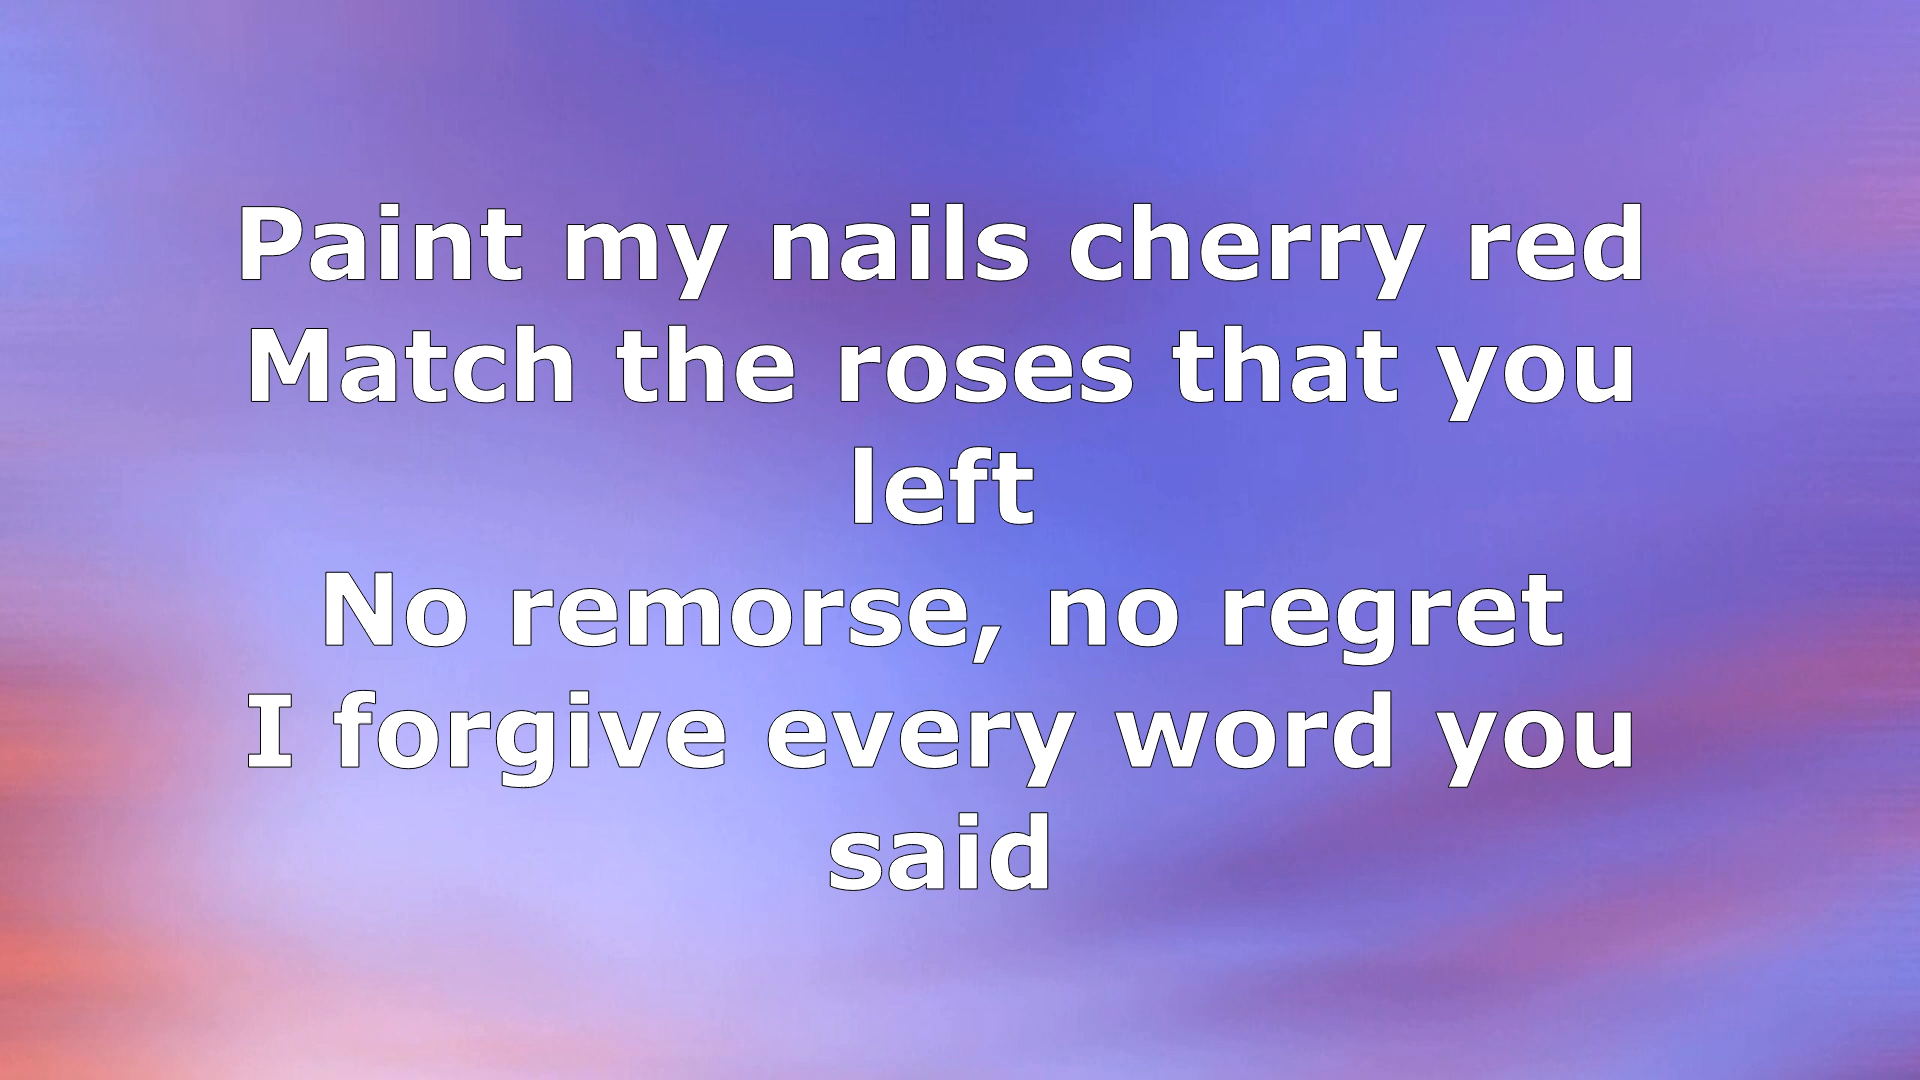 Paint my nails cherry red
Match the roses that you
left
No remorse, no regret
I forgive every word you
said